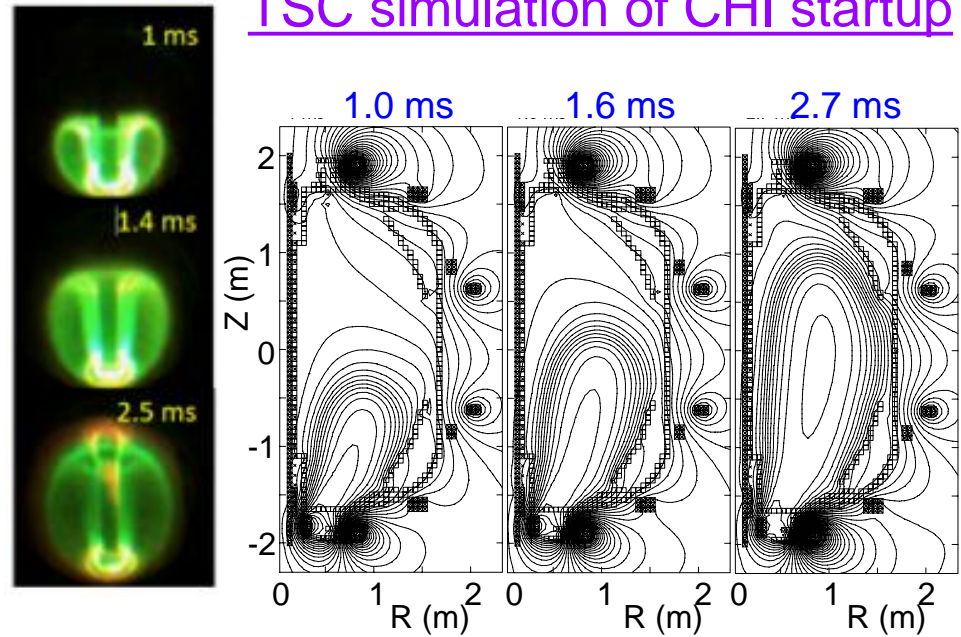 TSC simulation of CHI startup
1 ms
1.4 ms
2.5 ms
1.0 ms
1.6 ms
2.7 ms
Z (m)
2
1
0
-1
-2
0 1 2
R (m)
0 1 2
R (m)
0 1 2
R (m)